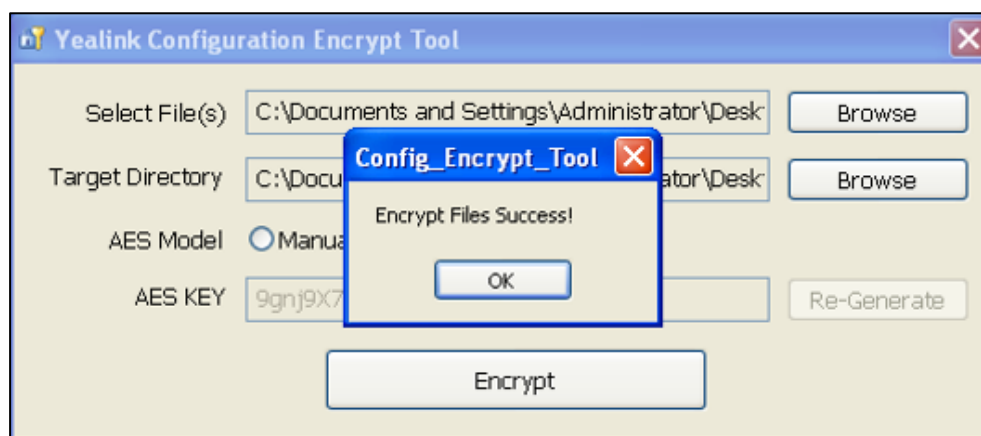 Yealink Configuration Encrypt Tool
Select File(s) C:\Documents and Settings\Administrator\Desk Browse
Config_Encrypt_Tool
Target Directory C:\Docu ator\Desk Browse
Encrypt Files Success!
AES Model Manua
OK
AES KEY 9gnj9X7 Re-Generate
Encrypt